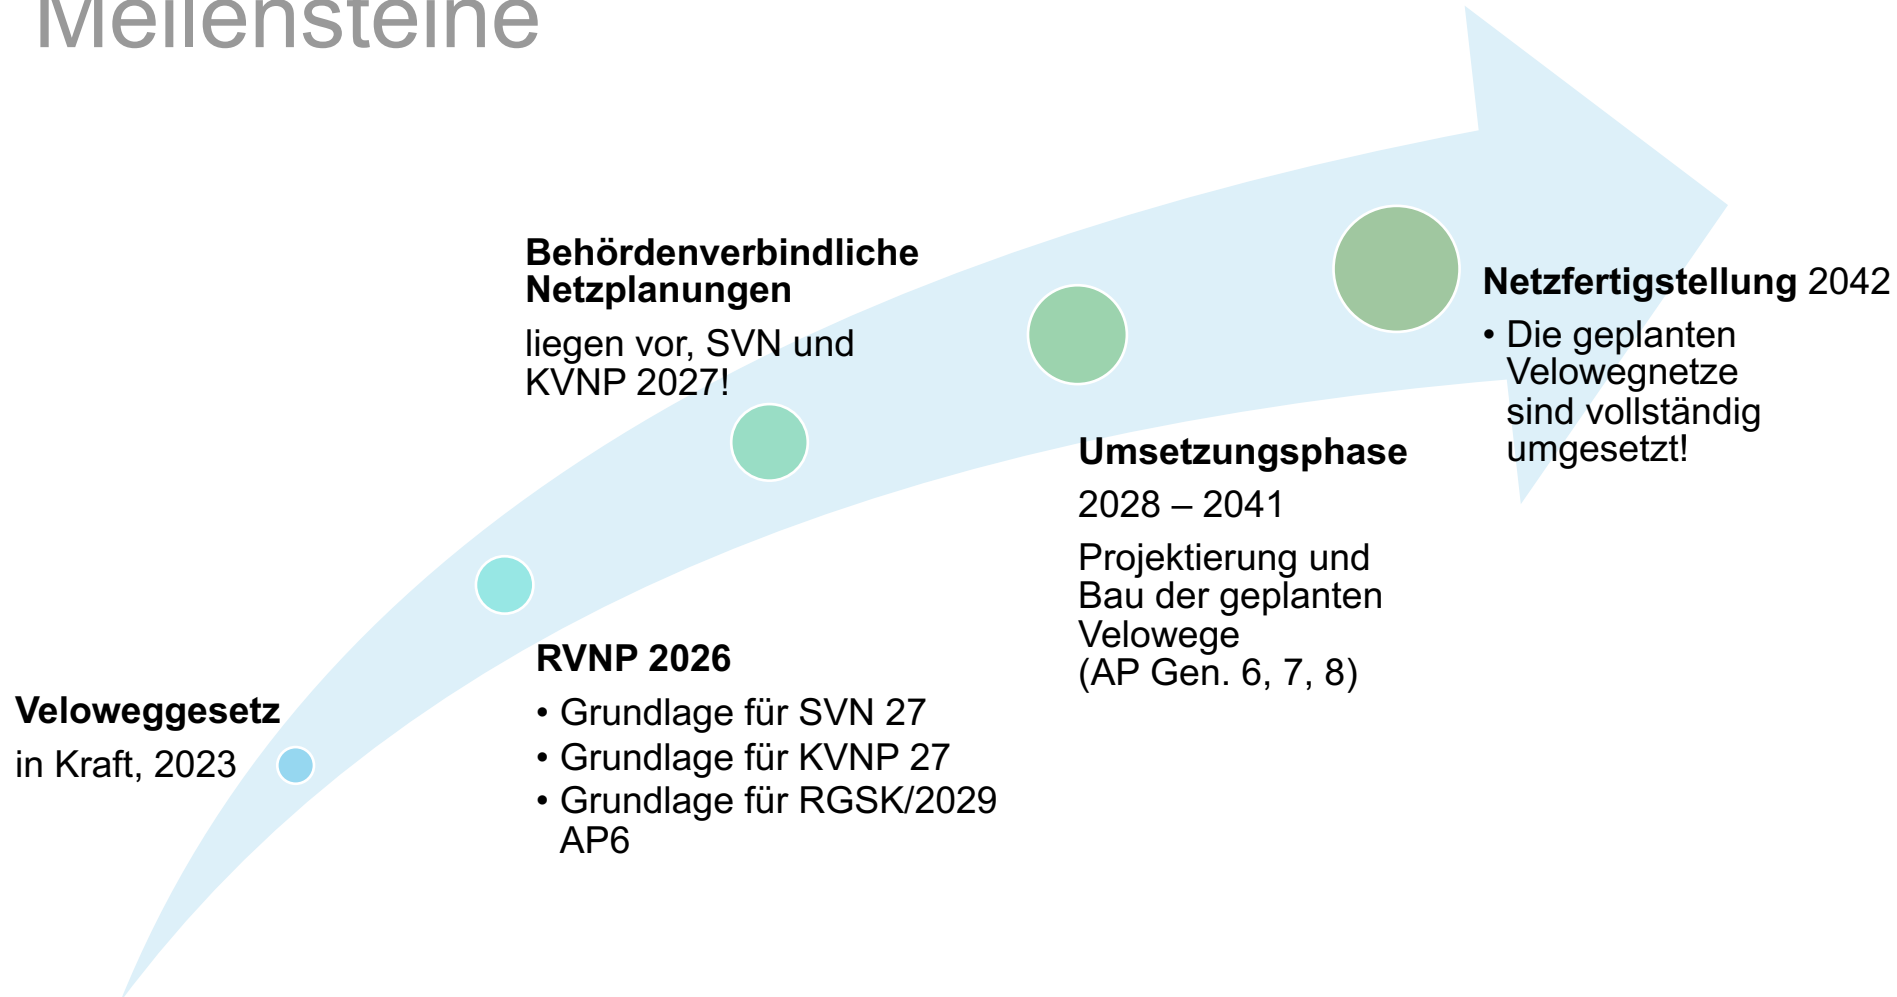 Meilensteine
Veloweggesetz
in Kraft, 2023
RVNP 2026
• Grundlage für SVN 27
• Grundlage für KVNP 27
• Grundlage für RGSK/2029
AP6
Behördenverbindliche
Netzplanungen
liegen vor, SVN und
KVNP 2027!
Umsetzungsphase
2028 – 2041
Projektierung und
Bau der geplanten
Velowege
(AP Gen. 6, 7, 8)
Netzfertigstellung 2042
• Die geplanten
Velowegnetze
sind vollständig
umgesetzt!